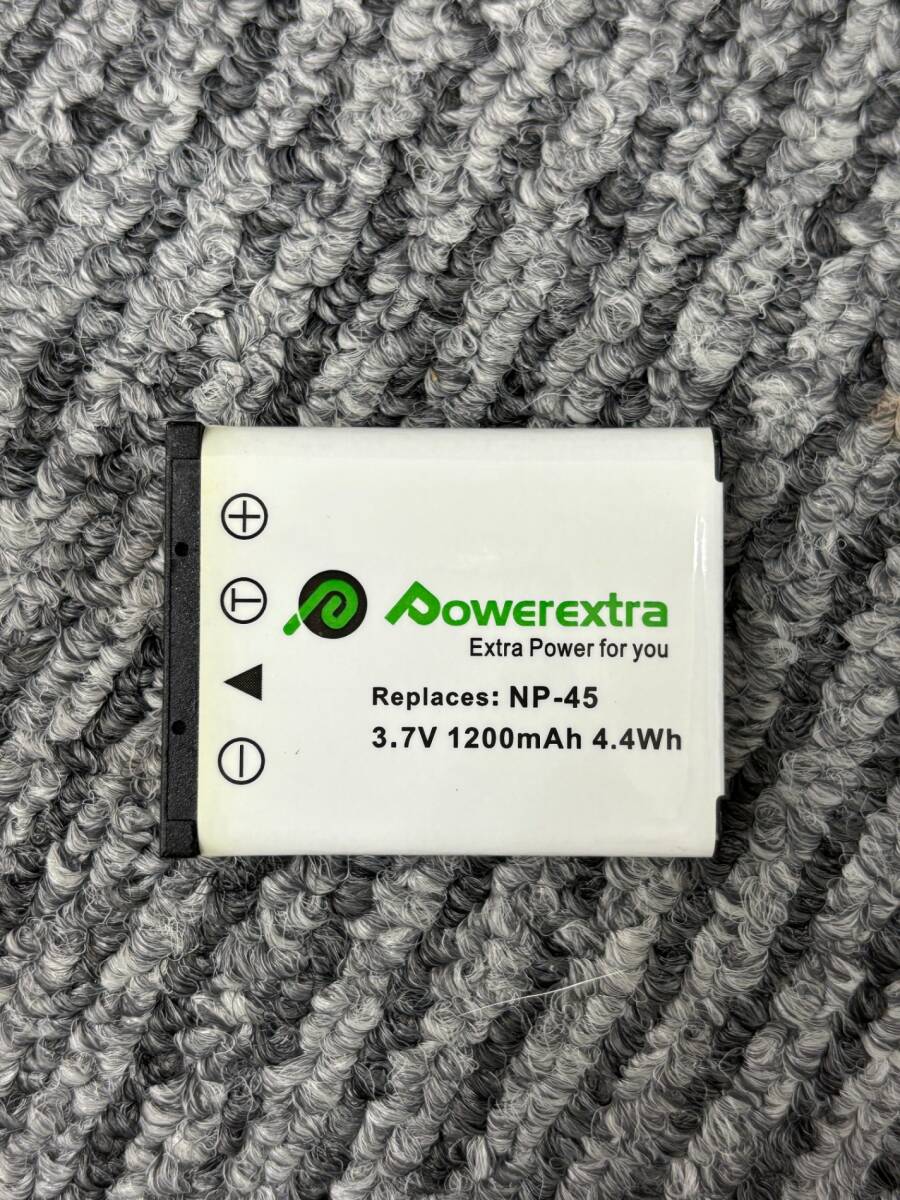 +
T
-
Powerextra
Extra Power for you
Replaces: NP-45
3.7V 1200mAh 4.4Wh